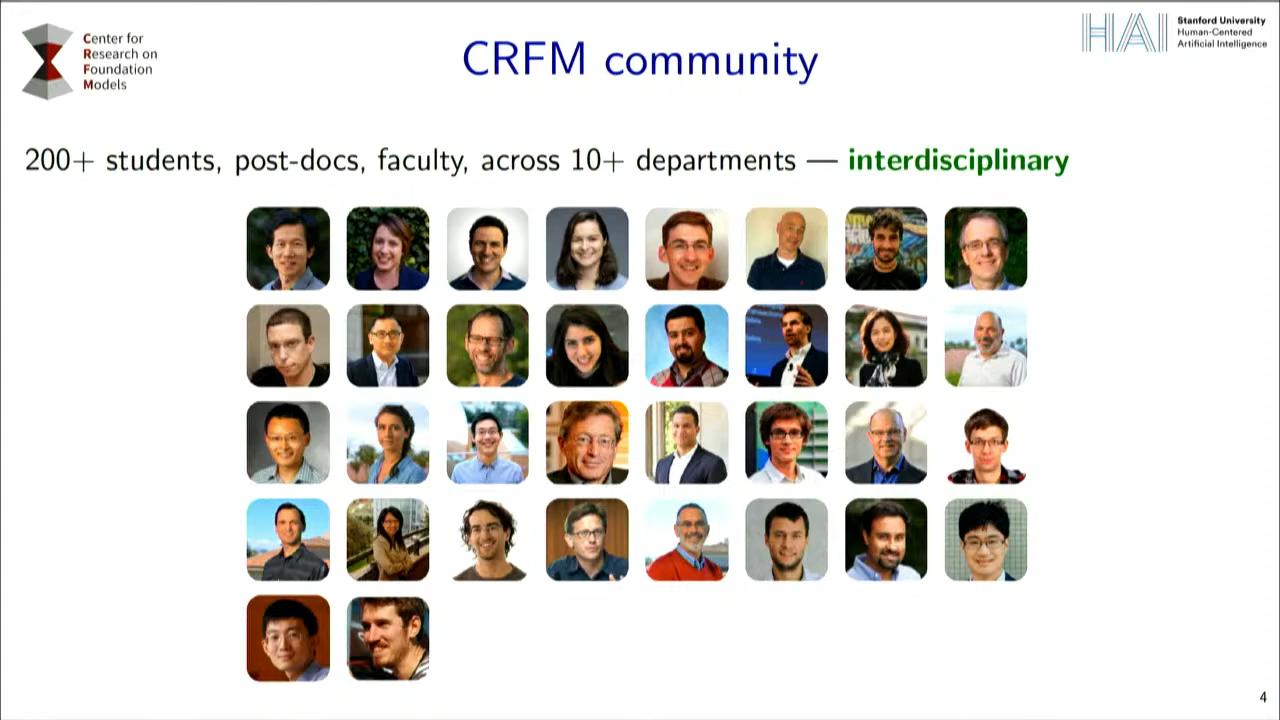 Center for
Research on
Foundation
Models
CRFM community
HAI
Stanford University
Human-Centered
Artificial Intelligence
200+ students, post-docs, faculty, across 10+ departments — interdisciplinary
4